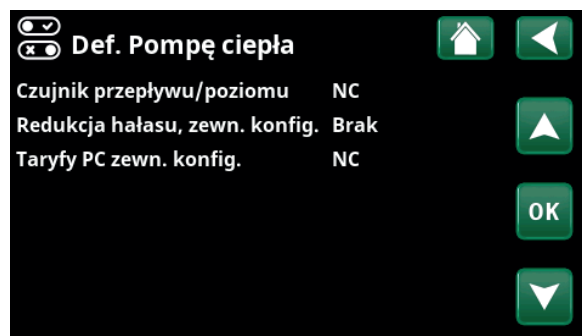 Def. Pompę ciepła
Czujnik przepływu/poziomu NC
Redukcja hałasu, zewn. konfig. Brak
Taryfy PC zewn. konfig. NC
OK